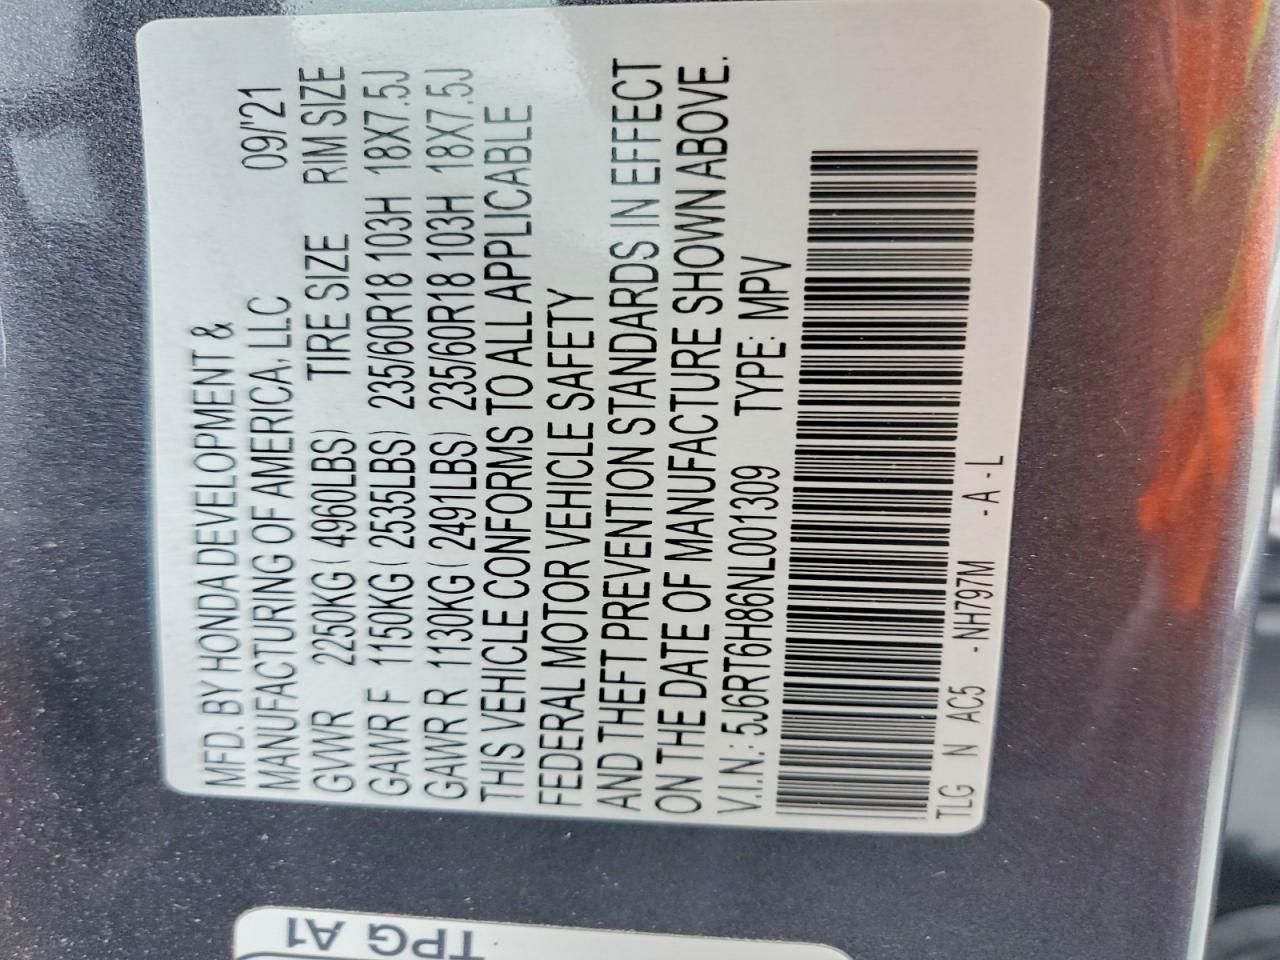 MFD. BY HONDA DEVELOPMENT &
MANUFACTURING OF AMERICA, LLC 09/'21
GVWR 2250KG ( 4960LBS) TIRE SIZE RIM SIZE
GAWR F 1150KG ( 2535LBS) 235/60R18 103H 18X7.5J
GAWR R 1130KG ( 2491LBS) 235/60R18 103H 18X7.5J
THIS VEHICLE CONFORMS TO ALL APPLICABLE
FEDERAL MOTOR VEHICLE SAFETY
AND THEFT PREVENTION STANDARDS IN EFFECT
ON THE DATE OF MANUFACTURE SHOWN ABOVE.
V.I.N.: 5J6RT6H86NL001309 TYPE: MPV
TLG N AC5 - NH797M - A - L
TPG A1